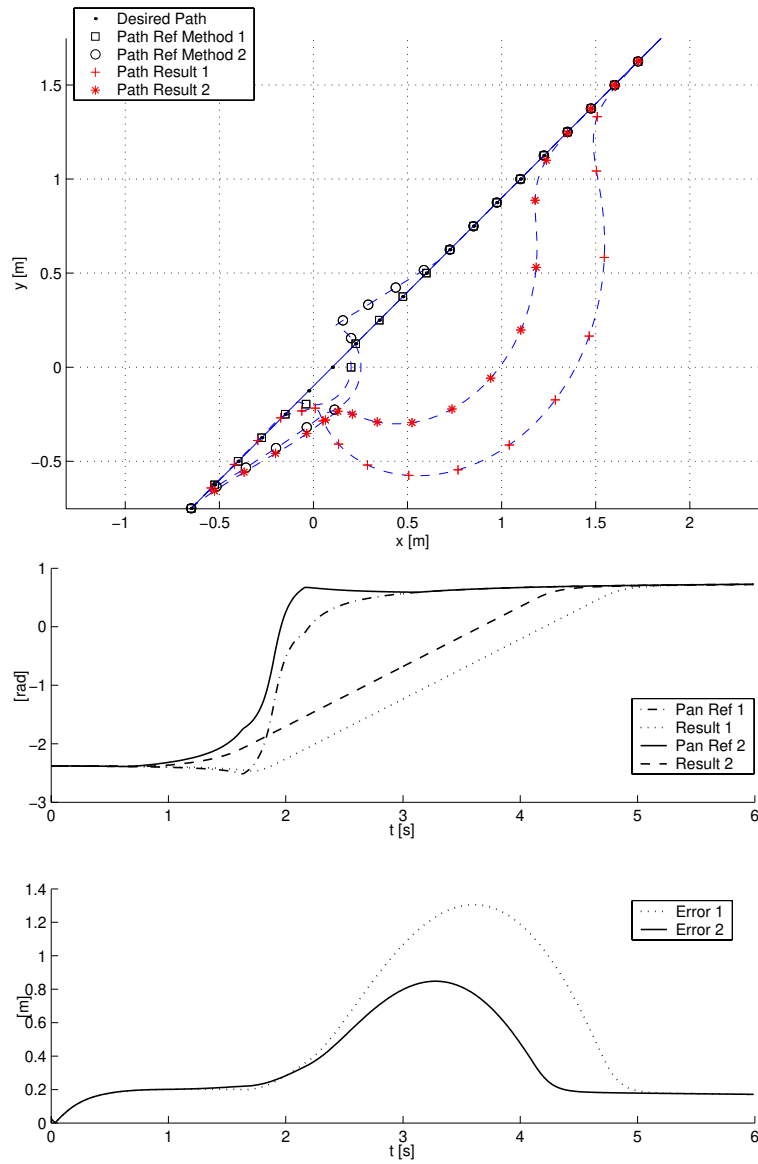 Desired Path
Path Ref Method 1
Path Ref Method 2
Path Result 1
Path Result 2
1.5
1
0.5
0
−0.5
y [m]
−1 −0.5 0 0.5 1 1.5 2
x [m]
1
0
−1
−2
−3
[rad]
Pan Ref 1
Result 1
Pan Ref 2
Result 2
0 1 2 3 4 5 6
t [s]
1.4
1.2
1
0.8
0.6
0.4
0.2
0
[m]
Error 1
Error 2
0 1 2 3 4 5 6
t [s]